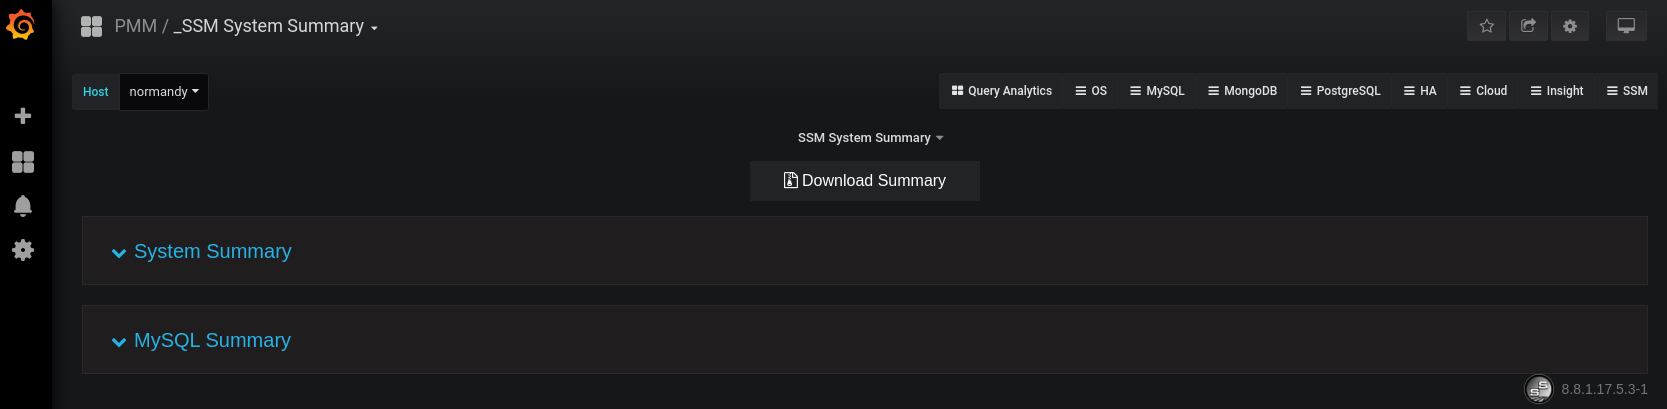 PMM / _SSM System Summary
Host normandy
Query Analytics OS MySQL MongoDB PostgreSQL HA Cloud Insight SSM
SSM System Summary
Download Summary
System Summary
MySQL Summary
8.8.1.17.5.3-1